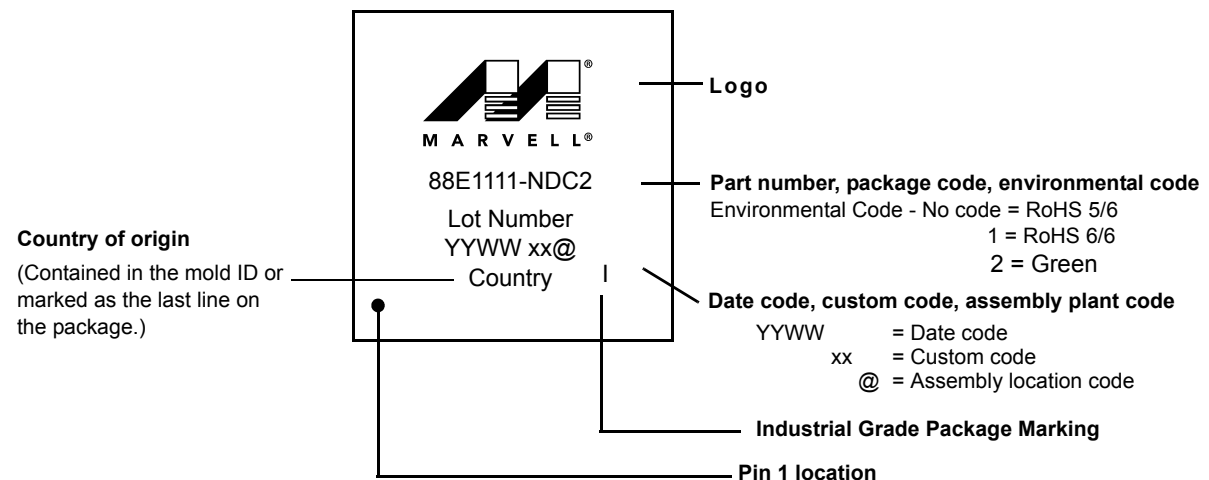 ®
MARVELL®
88E1111-NDC2
Lot Number
YYWW xx@
Country I
Logo
Part number, package code, environmental code
Environmental Code - No code = RoHS 5/6
1 = RoHS 6/6
2 = Green
Country of origin
(Contained in the mold ID or
marked as the last line on
the package.)
Date code, custom code, assembly plant code
YYWW = Date code
xx = Custom code
@ = Assembly location code
Industrial Grade Package Marking
Pin 1 location